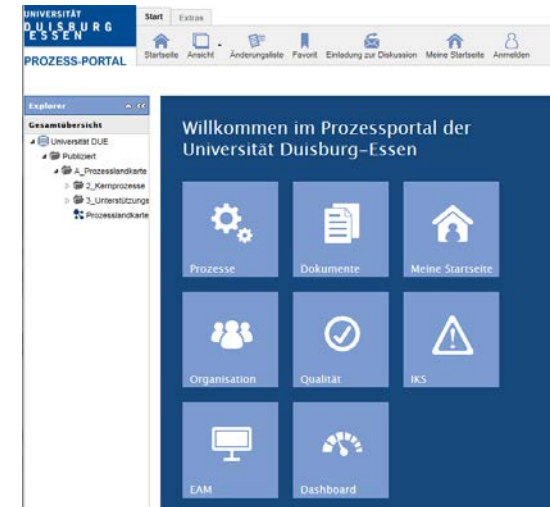 UNIVERSITÄT
DUISBURG
ESSEN
PROZESS-PORTAL
Start Extras
Startseite Ansicht Änderungsliste Favorit Einladung zur Diskussion Meine Startseite Anmelden
Explorer
Gesamtübersicht
Universität DUE
Publiziert
A_Prozesslandkarte
2_Kernprozesse
3_Unterstützungs
Prozesslandkarte
Willkommen im Prozessportal der
Universität Duisburg-Essen
Prozesse Dokumente Meine Startseite
Organisation Qualität IKS
EAM Dashboard